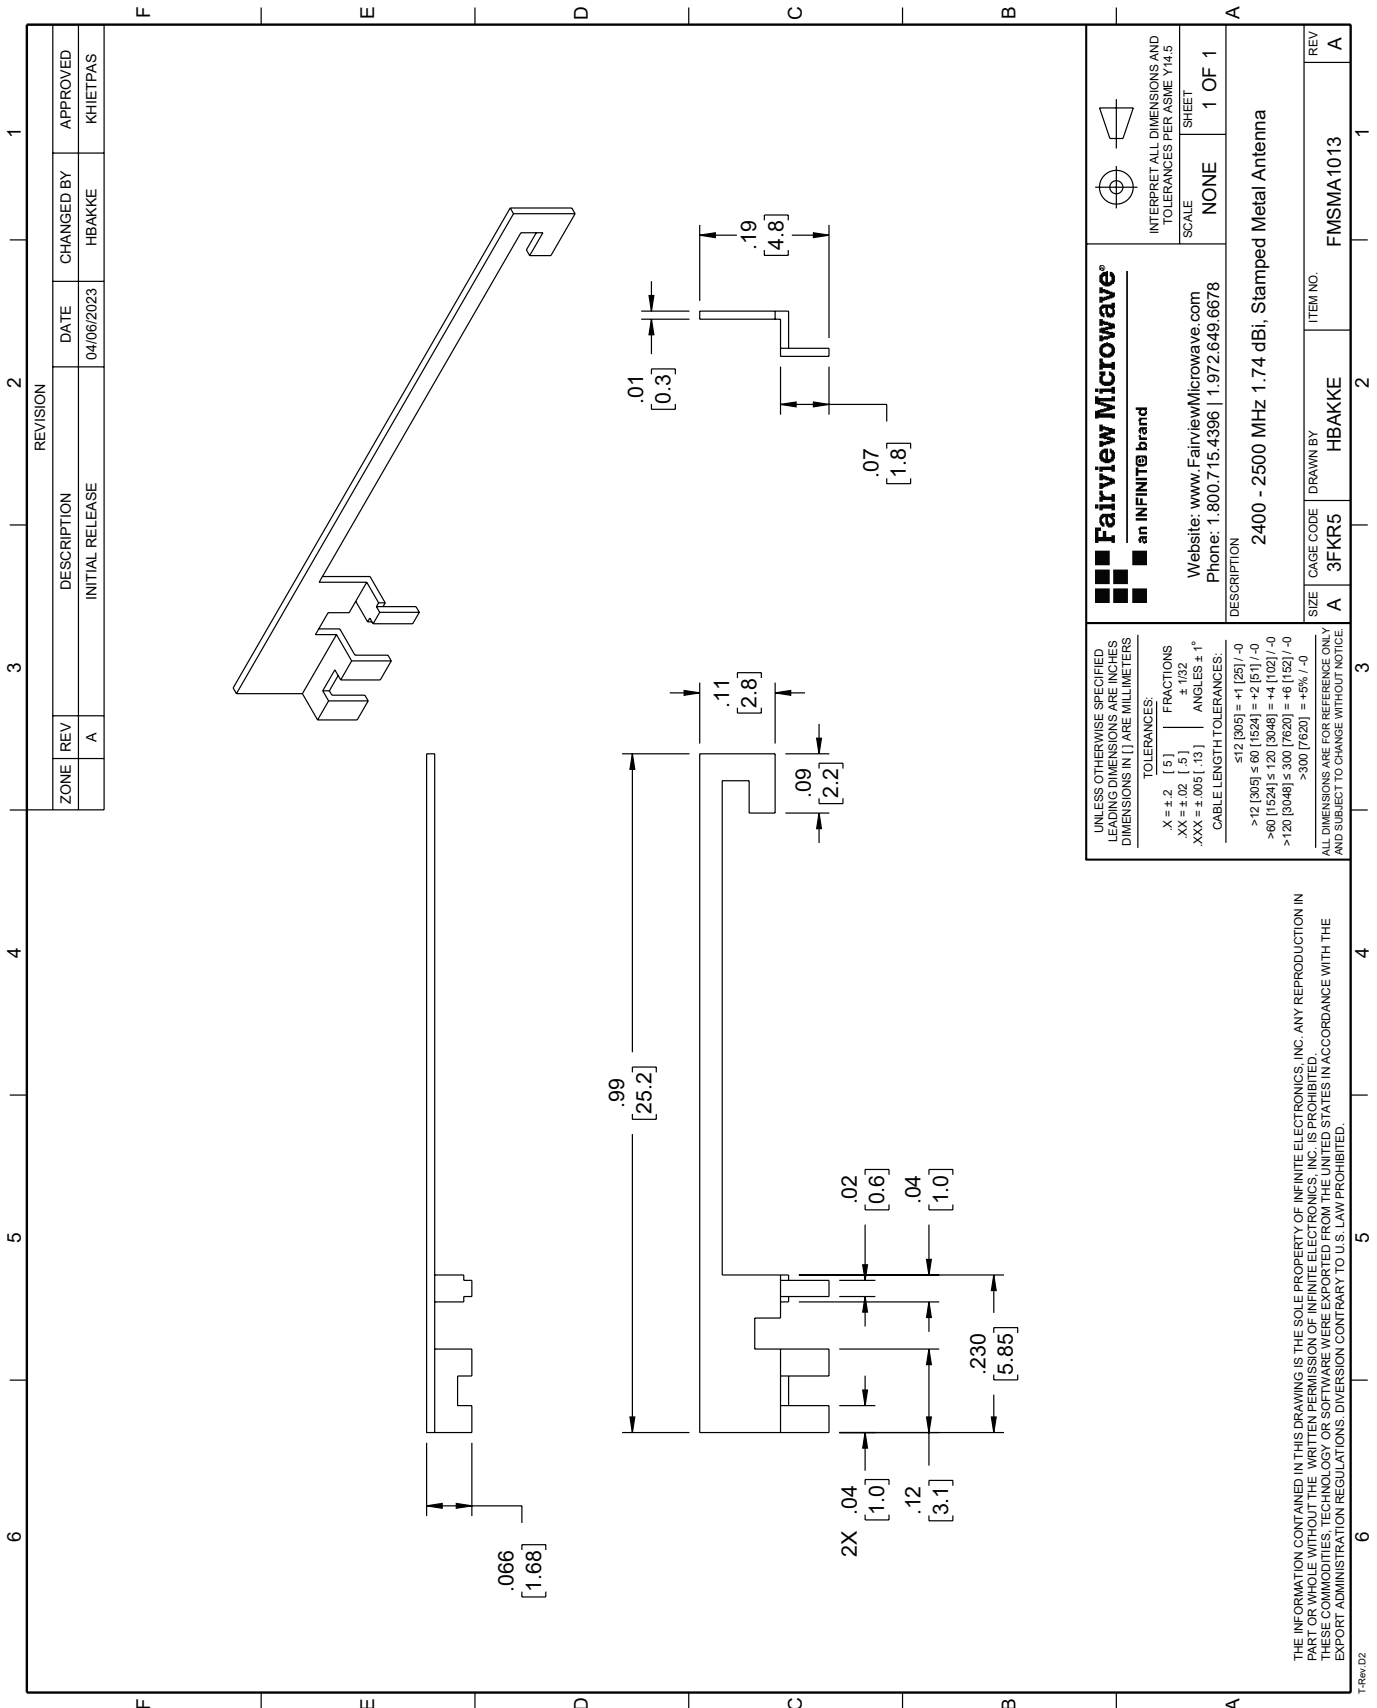 6 5 4 3 2 1
REVISION
ZONE REV DESCRIPTION DATE CHANGED BY APPROVED
A INITIAL RELEASE 04/06/2023 HBAKKE KHIETPAS
F
E
D
C
B
A
F
E
D
C
B
A
.066
[1.68]
.99
[25.2]
.11
[2.8]
.09
[2.2]
.01
[0.3]
.19
[4.8]
.07
[1.8]
2X .04
[1.0]
.02
[0.6]
.12
[3.1]
.04
[1.0]
.230
[5.85]
THE INFORMATION CONTAINED IN THIS DRAWING IS THE SOLE PROPERTY OF INFINITE ELECTRONICS, INC. ANY REPRODUCTION IN
PART OR WHOLE WITHOUT THE WRITTEN PERMISSION OF INFINITE ELECTRONICS, INC. IS PROHIBITED.
THESE COMMODITIES, TECHNOLOGY OR SOFTWARE WERE EXPORTED FROM THE UNITED STATES IN ACCORDANCE WITH THE
EXPORT ADMINISTRATION REGULATIONS. DIVERSION CONTRARY TO U.S. LAW PROHIBITED.
UNLESS OTHERWISE SPECIFIED
LEADING DIMENSIONS ARE INCHES
DIMENSIONS IN [ ] ARE MILLIMETERS
TOLERANCES:
.X = ± .2 [ 5 ] FRACTIONS
.XX = ± .02 [ .5 ] ± 1/32
.XXX = ± .005 [ .13 ] ANGLES ± 1°
CABLE LENGTH TOLERANCES:
≤12 [305] = +1 [25] / -0
>12 [305] ≤ 60 [1524] = +2 [51] / -0
>60 [1524] ≤ 120 [3048] = +4 [102] / -0
>120 [3048] ≤ 300 [7620] = +6 [152] / -0
>300 [7620] = +5% / -0
ALL DIMENSIONS ARE FOR REFERENCE ONLY
AND SUBJECT TO CHANGE WITHOUT NOTICE.
Fairview Microwave®
an INFINITE brand
Website: www.FairviewMicrowave.com
Phone: 1.800.715.4396 | 1.972.649.6678
INTERPRET ALL DIMENSIONS AND
TOLERANCES PER ASME Y14.5
SCALE NONE
SHEET 1 OF 1
DESCRIPTION
2400 - 2500 MHz 1.74 dBi, Stamped Metal Antenna
SIZE CAGE CODE DRAWN BY ITEM NO. REV
A 3FKR5 HBAKKE FMSMA1013 A
T-Rev.D2
6 5 4 3 2 1